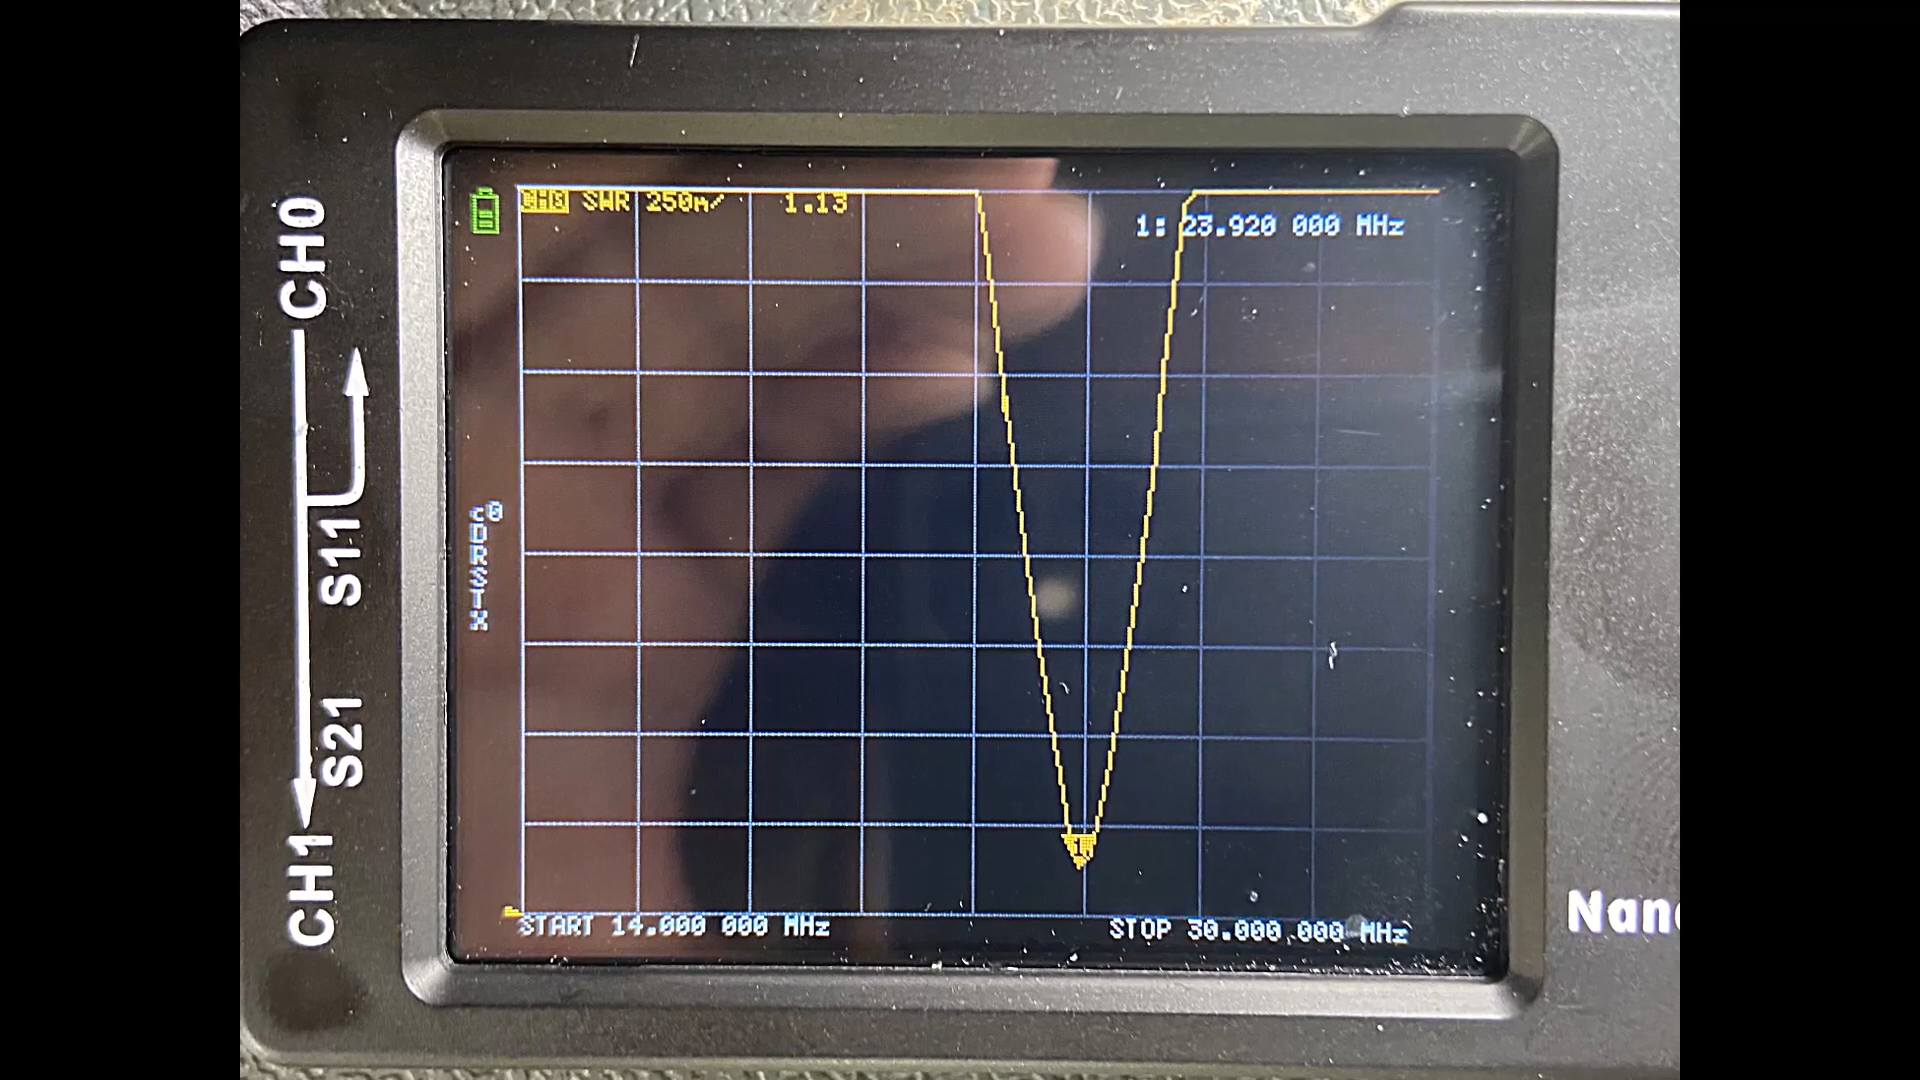 CH0 SWR 250m/ 1.13
1: 23.920 000 MHz
START 14.000 000 MHz
STOP 30.000 000 MHz
CH0
S11
S21
CH1
Nan